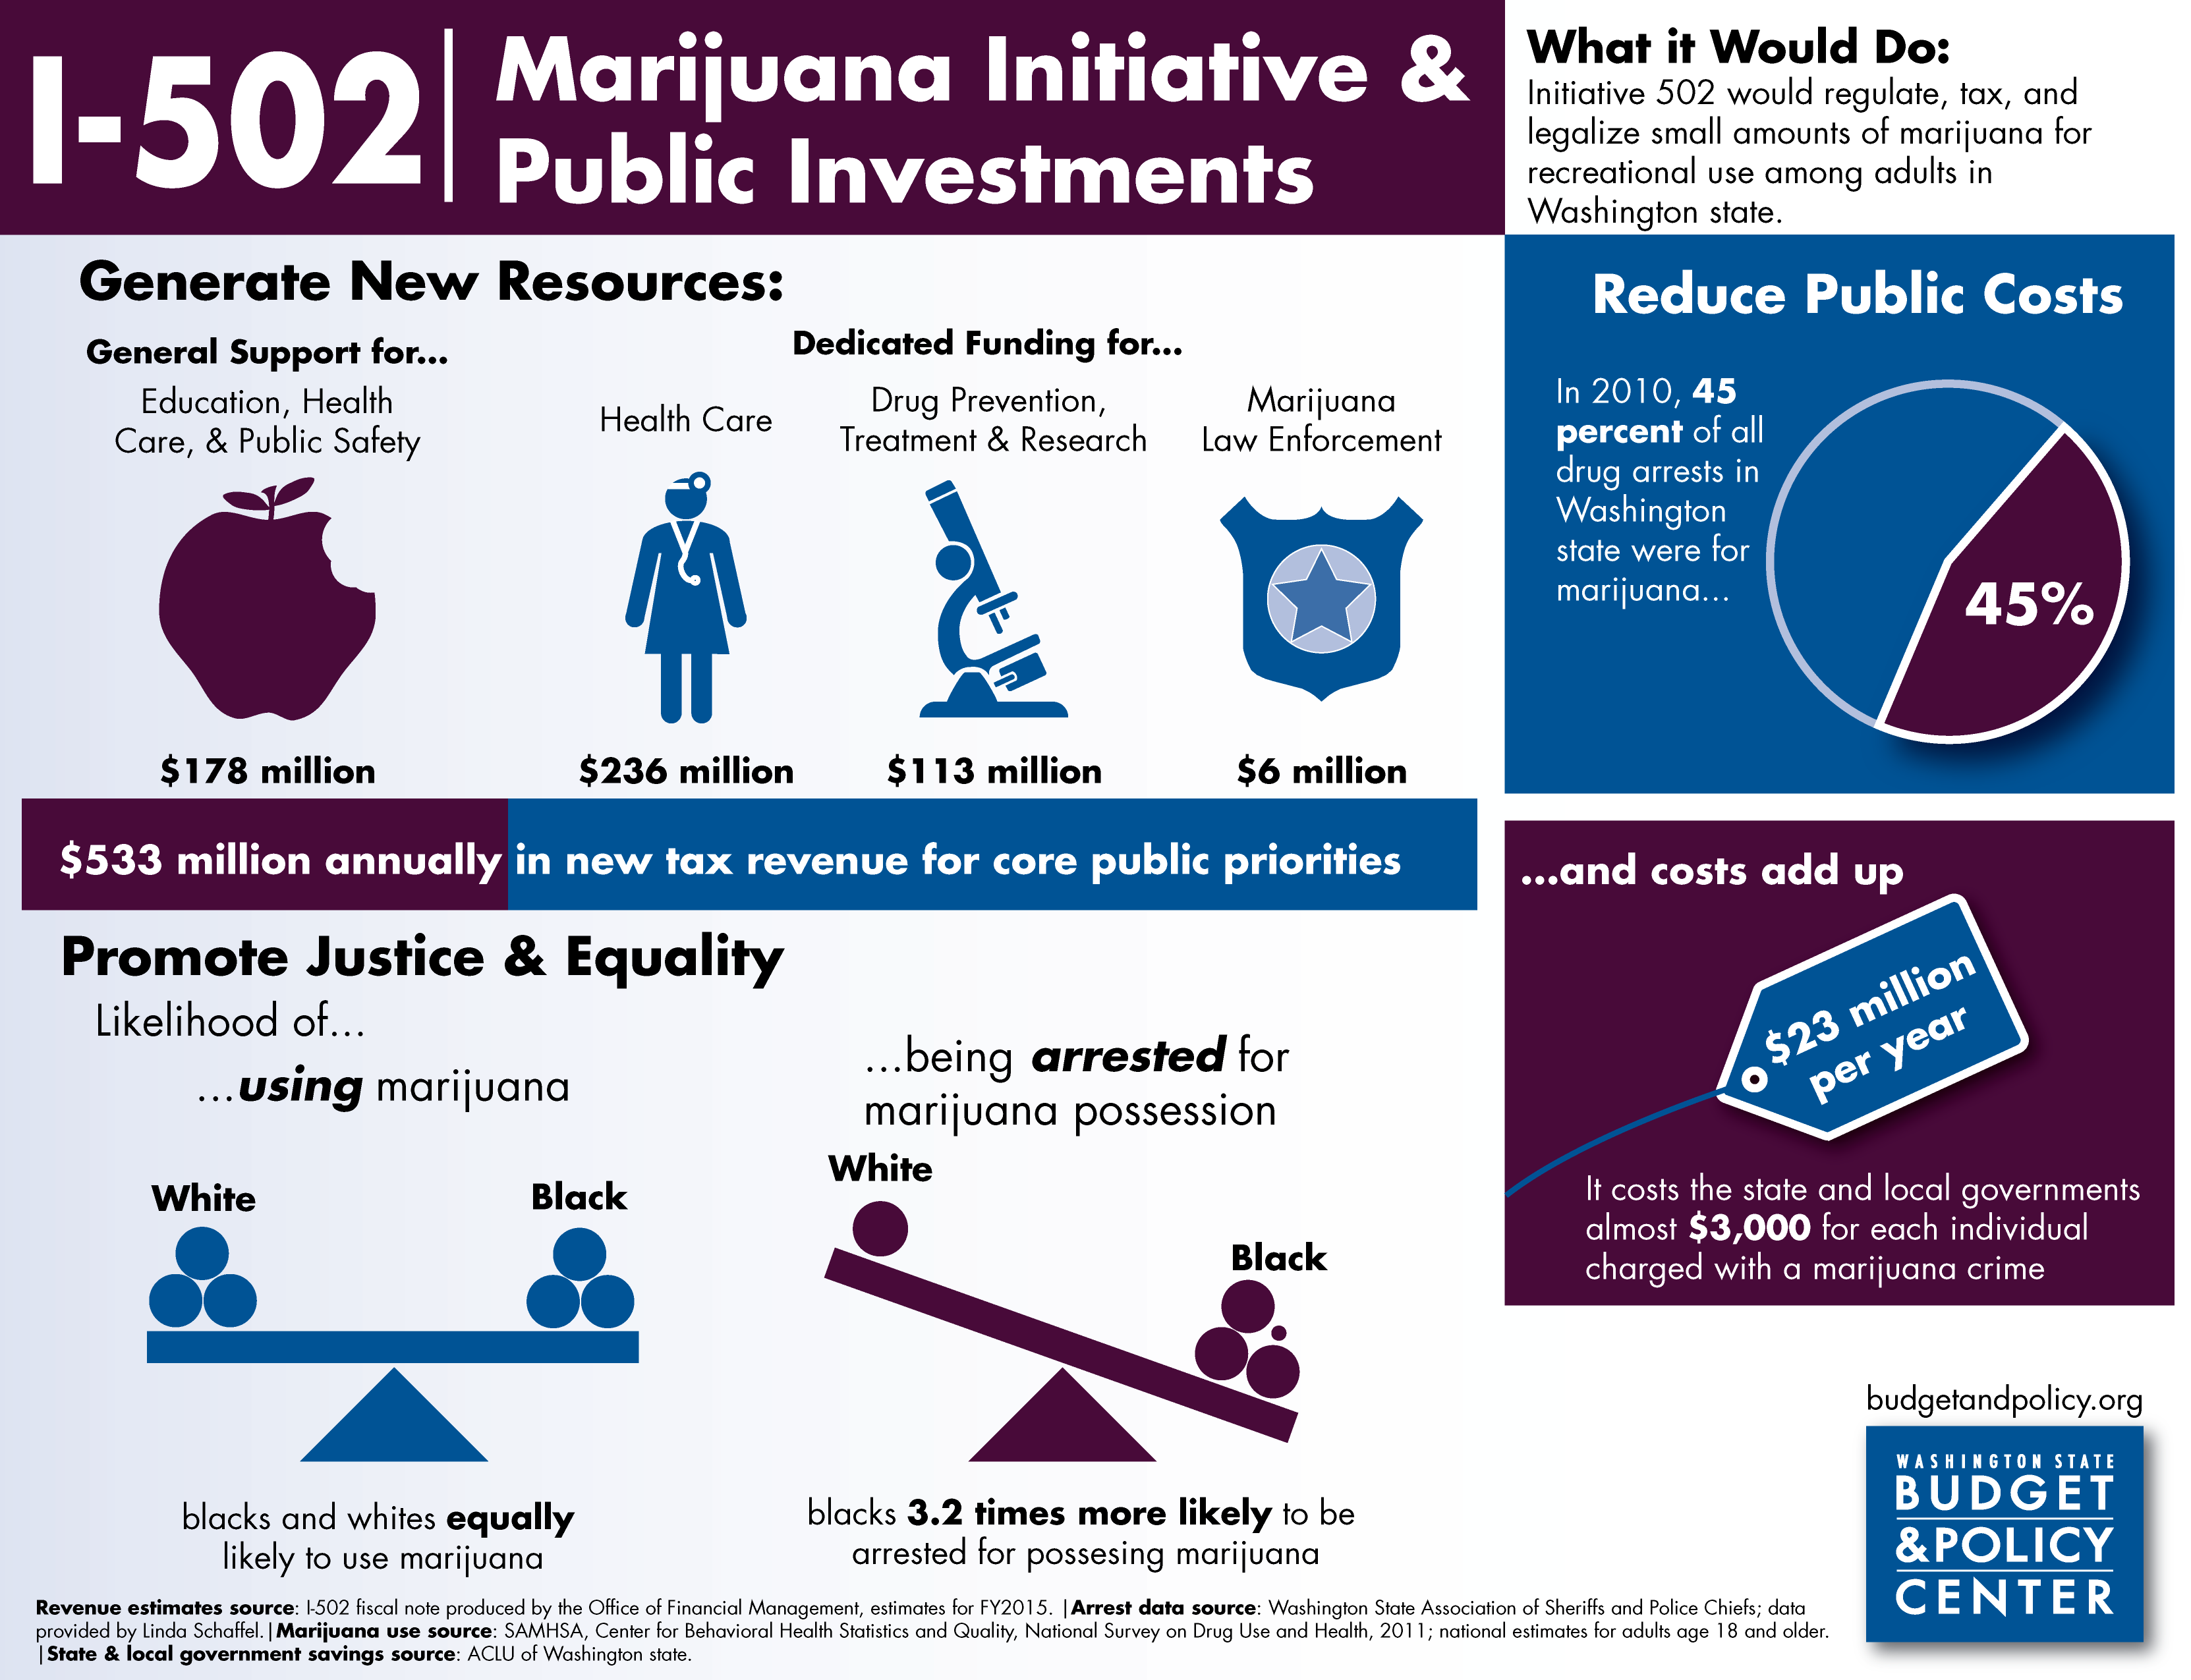 I-502
Marijuana Initiative &
Public Investments
What it Would Do:
Initiative 502 would regulate, tax, and
legalize small amounts of marijuana for
recreational use among adults in
Washington state.
Generate New Resources:
General Support for...
Education, Health
Care, & Public Safety
$178 million
Dedicated Funding for...
Health Care
$236 million
Drug Prevention,
Treatment & Research
$113 million
Marijuana
Law Enforcement
$6 million
$533 million annually in new tax revenue for core public priorities
Reduce Public Costs
In 2010, 45
percent of all
drug arrests in
Washington
state were for
marijuana...
45%
...and costs add up
$23 million
per year
It costs the state and local governments
almost $3,000 for each individual
charged with a marijuana crime
Promote Justice & Equality
Likelihood of...
...using marijuana
White
Black
blacks and whites equally
likely to use marijuana
...being arrested for
marijuana possession
White
Black
blacks 3.2 times more likely to be
arrested for possesing marijuana
budgetandpolicy.org
WASHINGTON STATE
BUDGET
&POLICY
CENTER
Revenue estimates source: I-502 fiscal note produced by the Office of Financial Management, estimates for FY2015. |Arrest data source: Washington State Association of Sheriffs and Police Chiefs; data
provided by Linda Schaffel.|Marijuana use source: SAMHSA, Center for Behavioral Health Statistics and Quality, National Survey on Drug Use and Health, 2011; national estimates for adults age 18 and older.
|State & local government savings source: ACLU of Washington state.